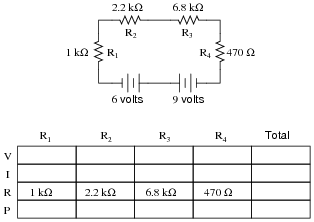 2.2 kΩ 6.8 kΩ
R2 R3
1 kΩ R1 R4 470 Ω
6 volts 9 volts
R1 R2 R3 R4 Total
V
I
R 1 kΩ 2.2 kΩ 6.8 kΩ 470 Ω
P